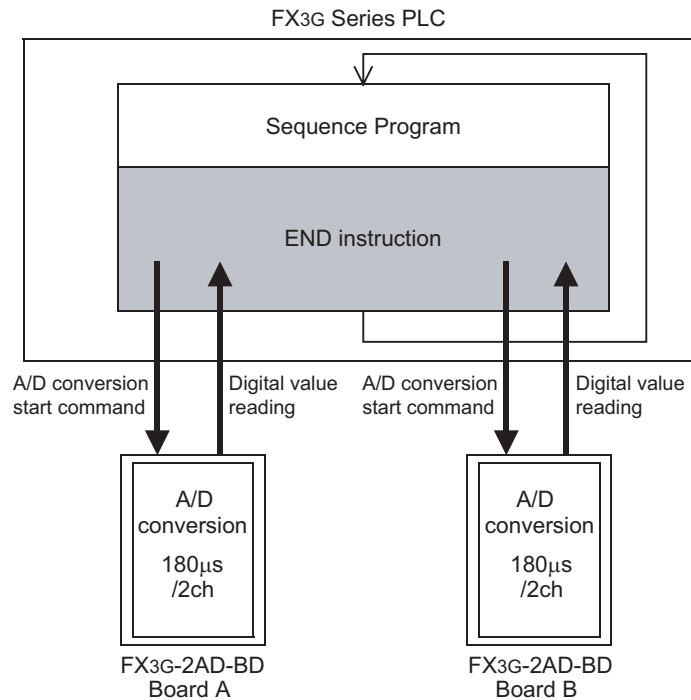 FX3G Series PLC
Sequence Program
END instruction
A/D conversion
start command
Digital value
reading
A/D conversion
start command
Digital value
reading
A/D
conversion
180μs
/2ch
FX3G-2AD-BD
Board A
A/D
conversion
180μs
/2ch
FX3G-2AD-BD
Board B